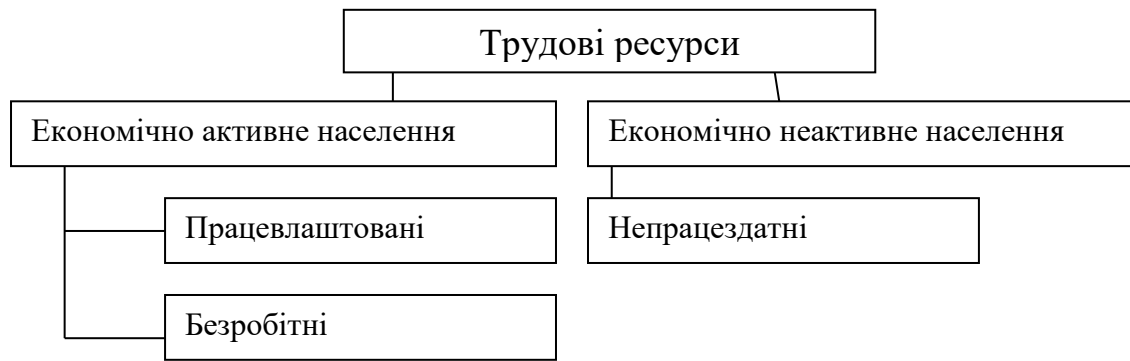 Трудові ресурси
Економічно активне населення
Економічно неактивне населення
Працевлаштовані
Непрацездатні
Безробітні